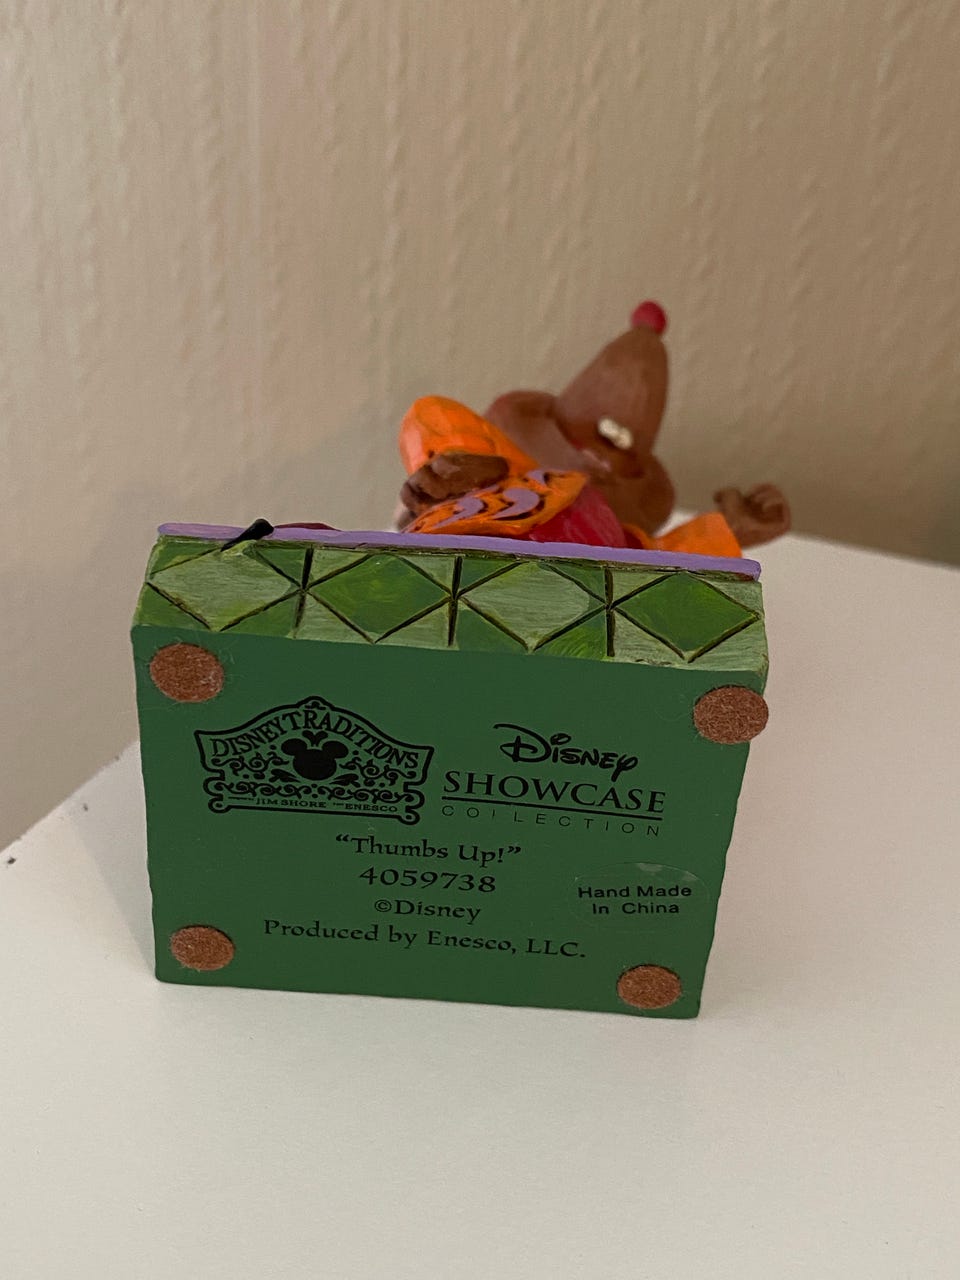 DISNEY TRADITIONS
JIM SHORE ENESCO
Disney
SHOWCASE
COLLECTION
“Thumbs Up!”
4059738
©Disney
Produced by Enesco, LLC.
Hand Made
In China